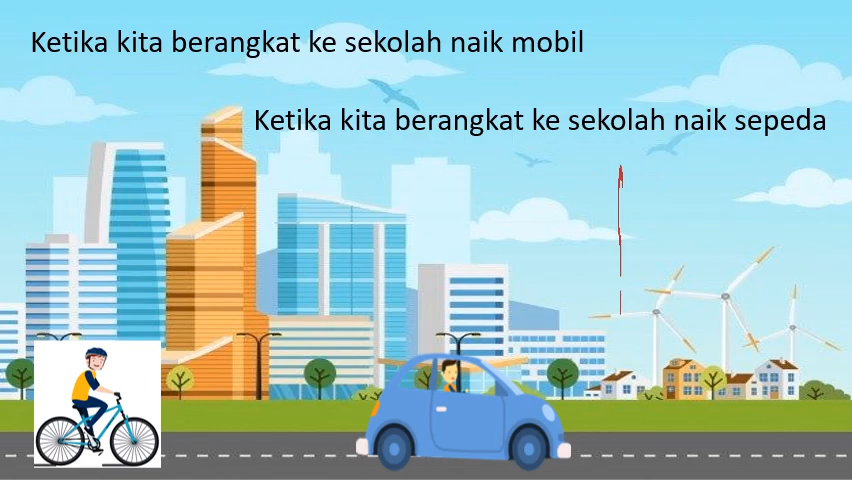 Ketika kita berangkat ke sekolah naik mobil
Ketika kita berangkat ke sekolah naik sepeda